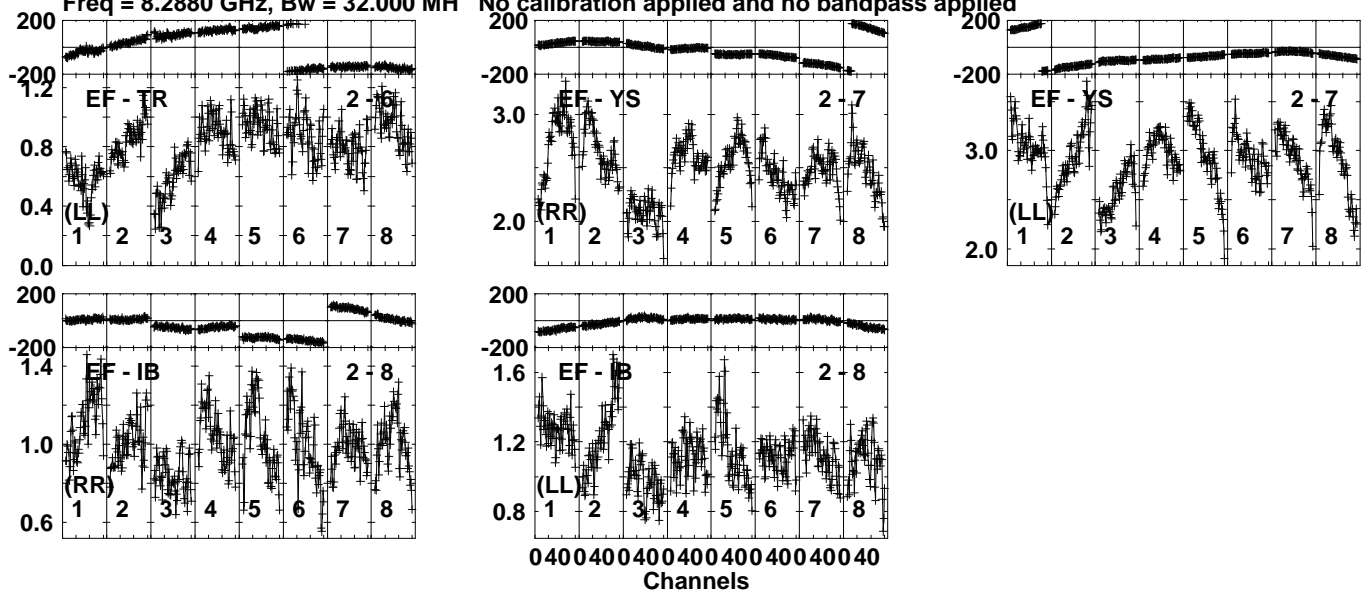 Freq = 8.2880 GHz, Bw = 32.000 MH No calibration applied and no bandpass applied
200
-200
1.2
0.8
0.4
0.0
EF - TR
2 - 6
(LL)
1 2 3 4 5 6 7 8
200
-200
3.0
2.0
EF - YS
2 - 7
(RR)
1 2 3 4 5 6 7 8
200
-200
3.0
2.0
EF - YS
2 - 7
(LL)
1 2 3 4 5 6 7 8
200
-200
1.4
1.0
0.6
EF - IB
2 - 8
(RR)
1 2 3 4 5 6 7 8
200
-200
1.6
1.2
0.8
EF - IB
2 - 8
(LL)
1 2 3 4 5 6 7 8
0 40 0 40 0 40 0 40 0 40 0 40 0 40 0 40
Channels